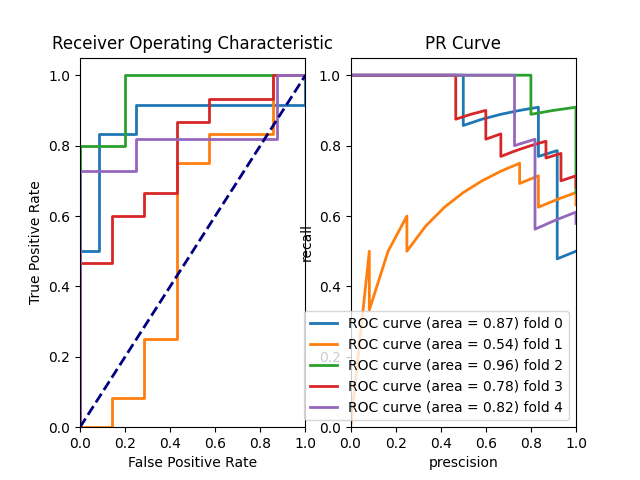 Receiver Operating Characteristic
PR Curve
1.0
0.8
0.6
0.4
0.2
0.0
True Positive Rate
0.0 0.2 0.4 0.6 0.8 1.0
False Positive Rate
1.0
0.8
0.6
0.4
0.2
0.0
recall
0.0 0.2 0.4 0.6 0.8 1.0
prescision
ROC curve (area = 0.87) fold 0
ROC curve (area = 0.54) fold 1
ROC curve (area = 0.96) fold 2
ROC curve (area = 0.78) fold 3
ROC curve (area = 0.82) fold 4